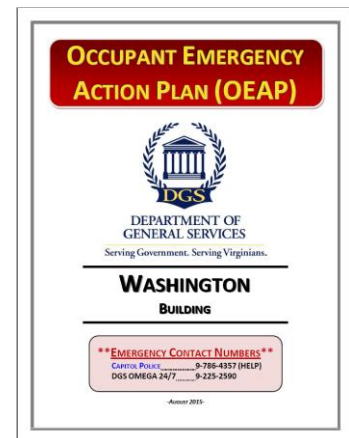 OCCUPANT EMERGENCY
ACTION PLAN (OEAP)
DGS
DEPARTMENT OF
GENERAL SERVICES
Serving Government. Serving Virginians.
WASHINGTON
BUILDING
**EMERGENCY CONTACT NUMBERS**
CAPITOL POLICE 9-786-4357 (HELP)
DGS OMEGA 24/7 9-225-2590
-AUGUST 2015-